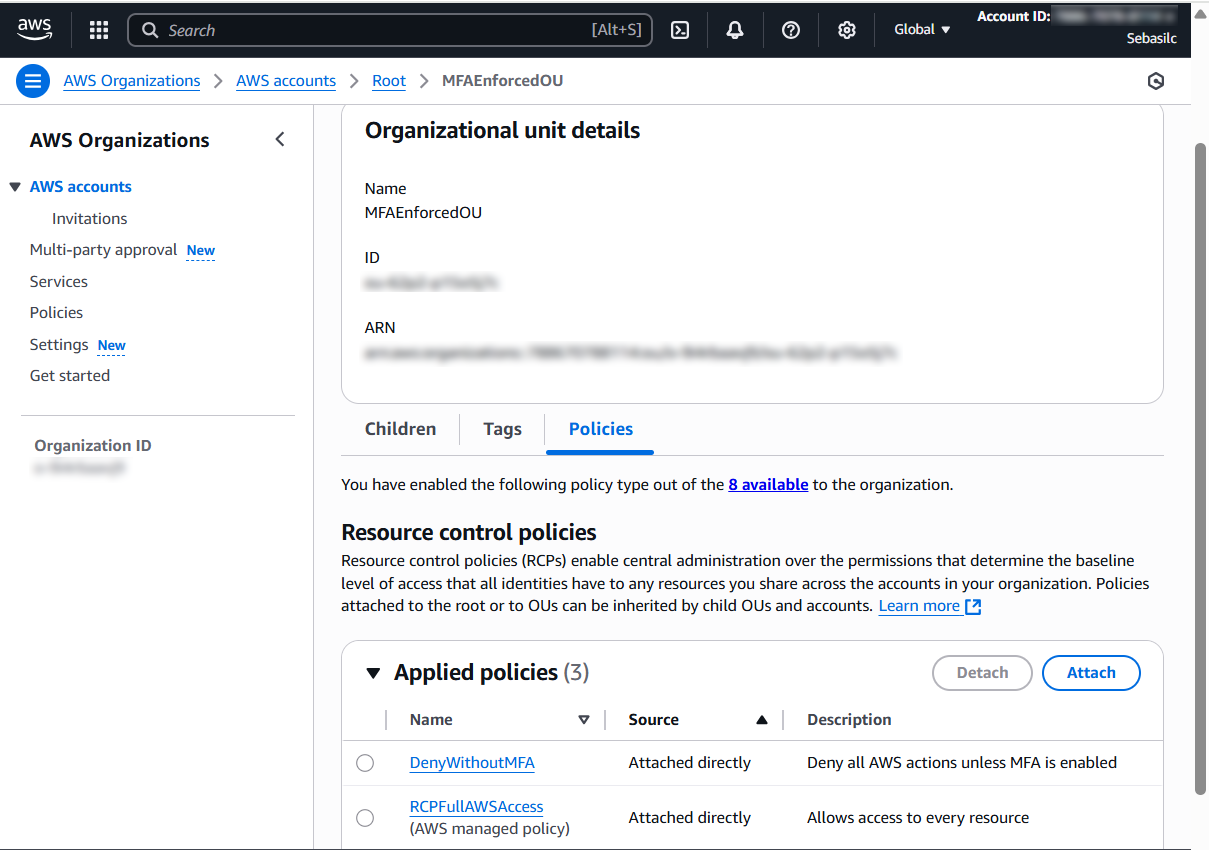 aws
Search
[Alt+S]
Global
Account ID:
Sebasilc
AWS Organizations
AWS accounts
Root
MFAEnforcedOU
AWS Organizations
AWS accounts
Invitations
Multi-party approval New
Services
Policies
Settings New
Get started
Organization ID
Organizational unit details
Name
MFAEnforcedOU
ID
ARN
Children
Tags
Policies
You have enabled the following policy type out of the 8 available to the organization.
Resource control policies
Resource control policies (RCPs) enable central administration over the permissions that determine the baseline
level of access that all identities have to any resources you share across the accounts in your organization. Policies
attached to the root or to OUs can be inherited by child OUs and accounts. Learn more
Applied policies (3)
Detach
Attach
Name
Source
Description
DenyWithoutMFA
Attached directly
Deny all AWS actions unless MFA is enabled
RCPFullAWSAccess
(AWS managed policy)
Attached directly
Allows access to every resource